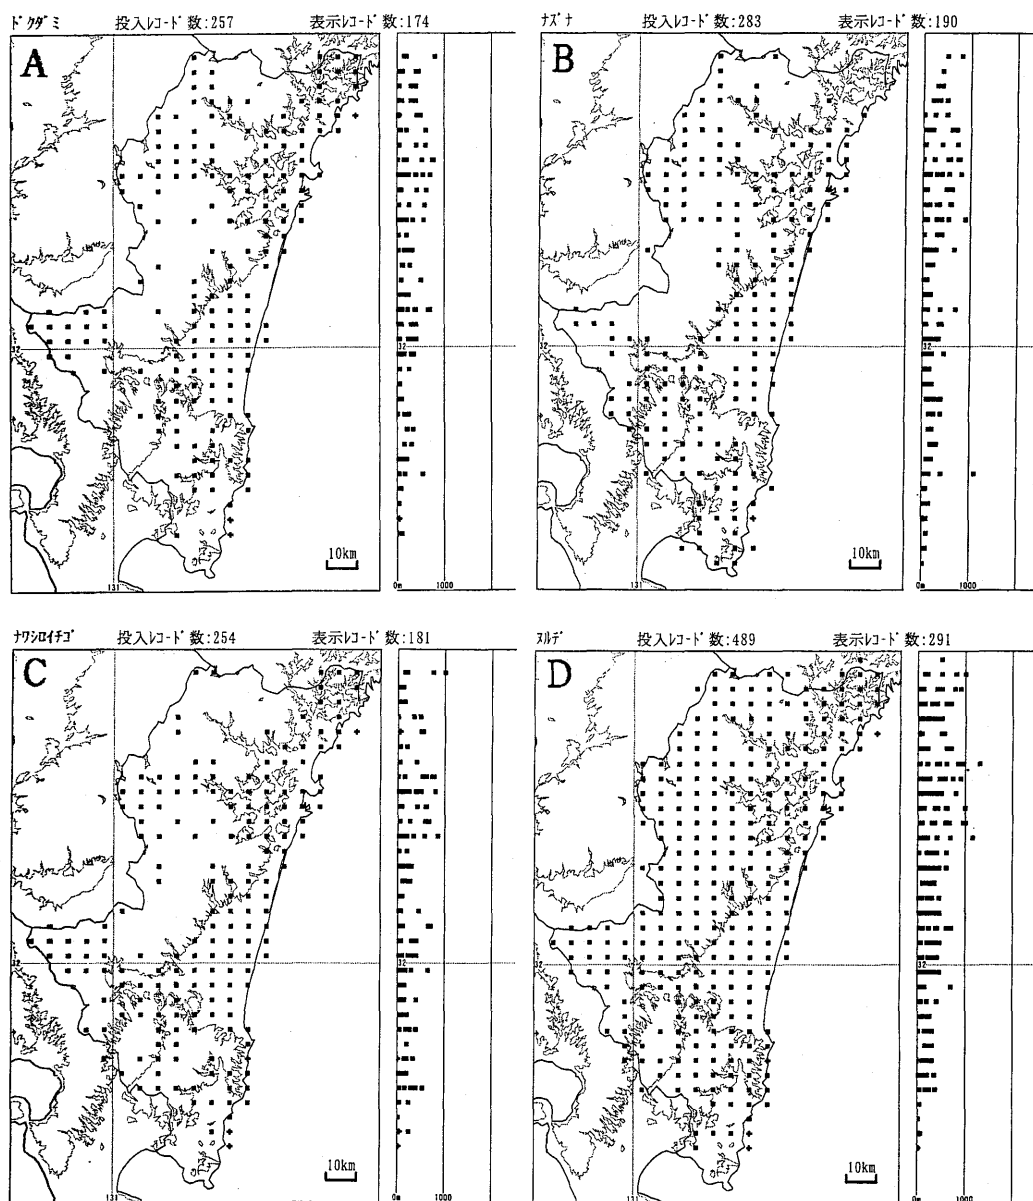 ドクダミ 投入レコード数:257 表示レコード数:174
A
32
10km
131
0m 1000
ナズナ 投入レコード数:283 表示レコード数:190
B
32
10km
131
0m 1000
ナワシロイチゴ 投入レコード数:254 表示レコード数:181
C
32
10km
131
0m 1000
ヌルデ 投入レコード数:489 表示レコード数:291
D
32
10km
131
0m 1000